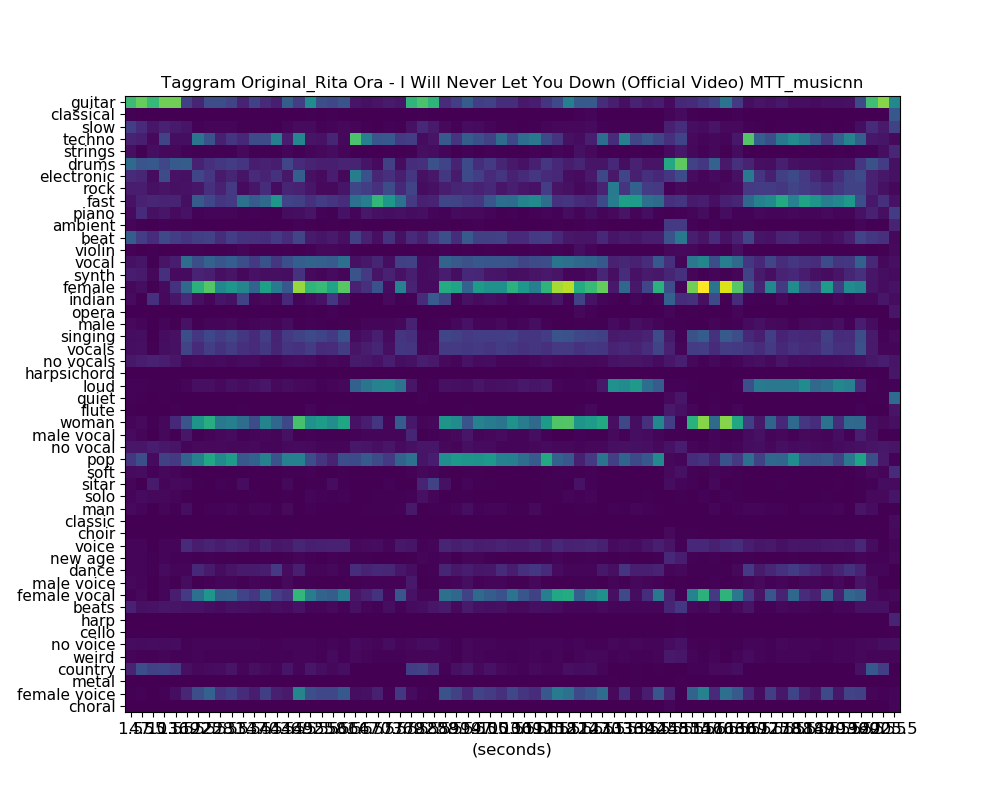 Taggram Original_Rita Ora - I Will Never Let You Down (Official Video) MTT_musicnn
guitar
classical
slow
techno
strings
drums
electronic
rock
fast
piano
ambient
beat
violin
vocal
synth
female
indian
opera
male
singing
vocals
no vocals
harpsichord
loud
quiet
flute
woman
male vocal
no vocal
pop
soft
sitar
solo
man
classic
choir
voice
new age
dance
male voice
female vocal
beats
harp
cello
no voice
weird
country
metal
female voice
choral
(seconds)